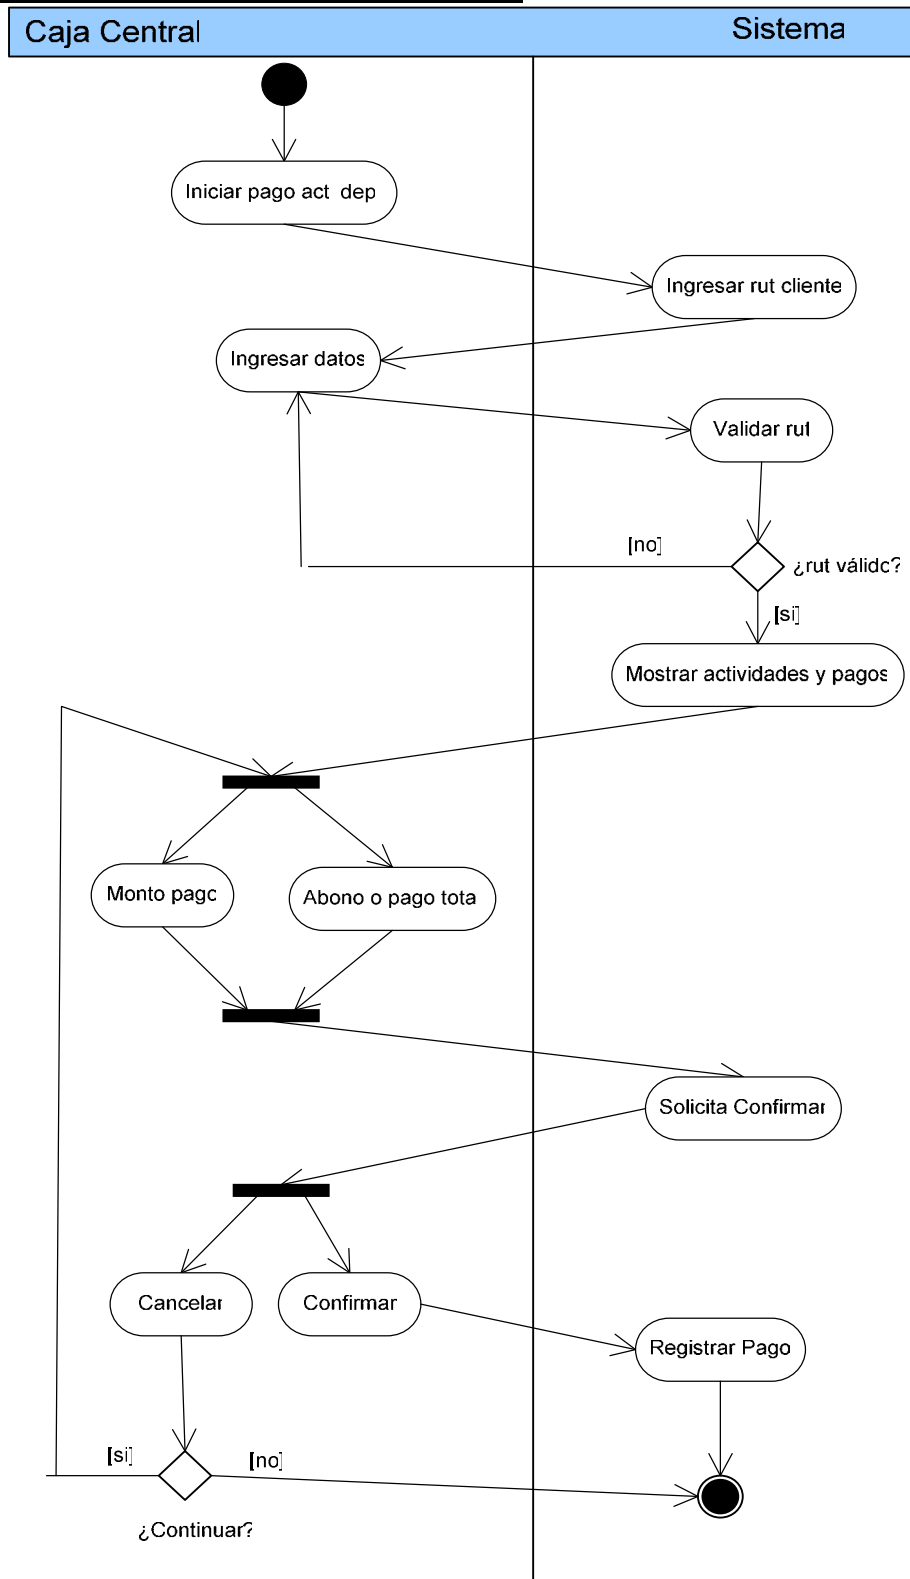 Caja Central
Sistema
Iniciar pago act dep
Ingresar rut cliente
Ingresar datos
Validar rut
[no]
¿rut válido?
[si]
Mostrar actividades y pagos
Monto pago
Abono o pago tota
Solicita Confirmar
Cancelar
Confirmar
Registrar Pago
[si]
[no]
¿Continuar?